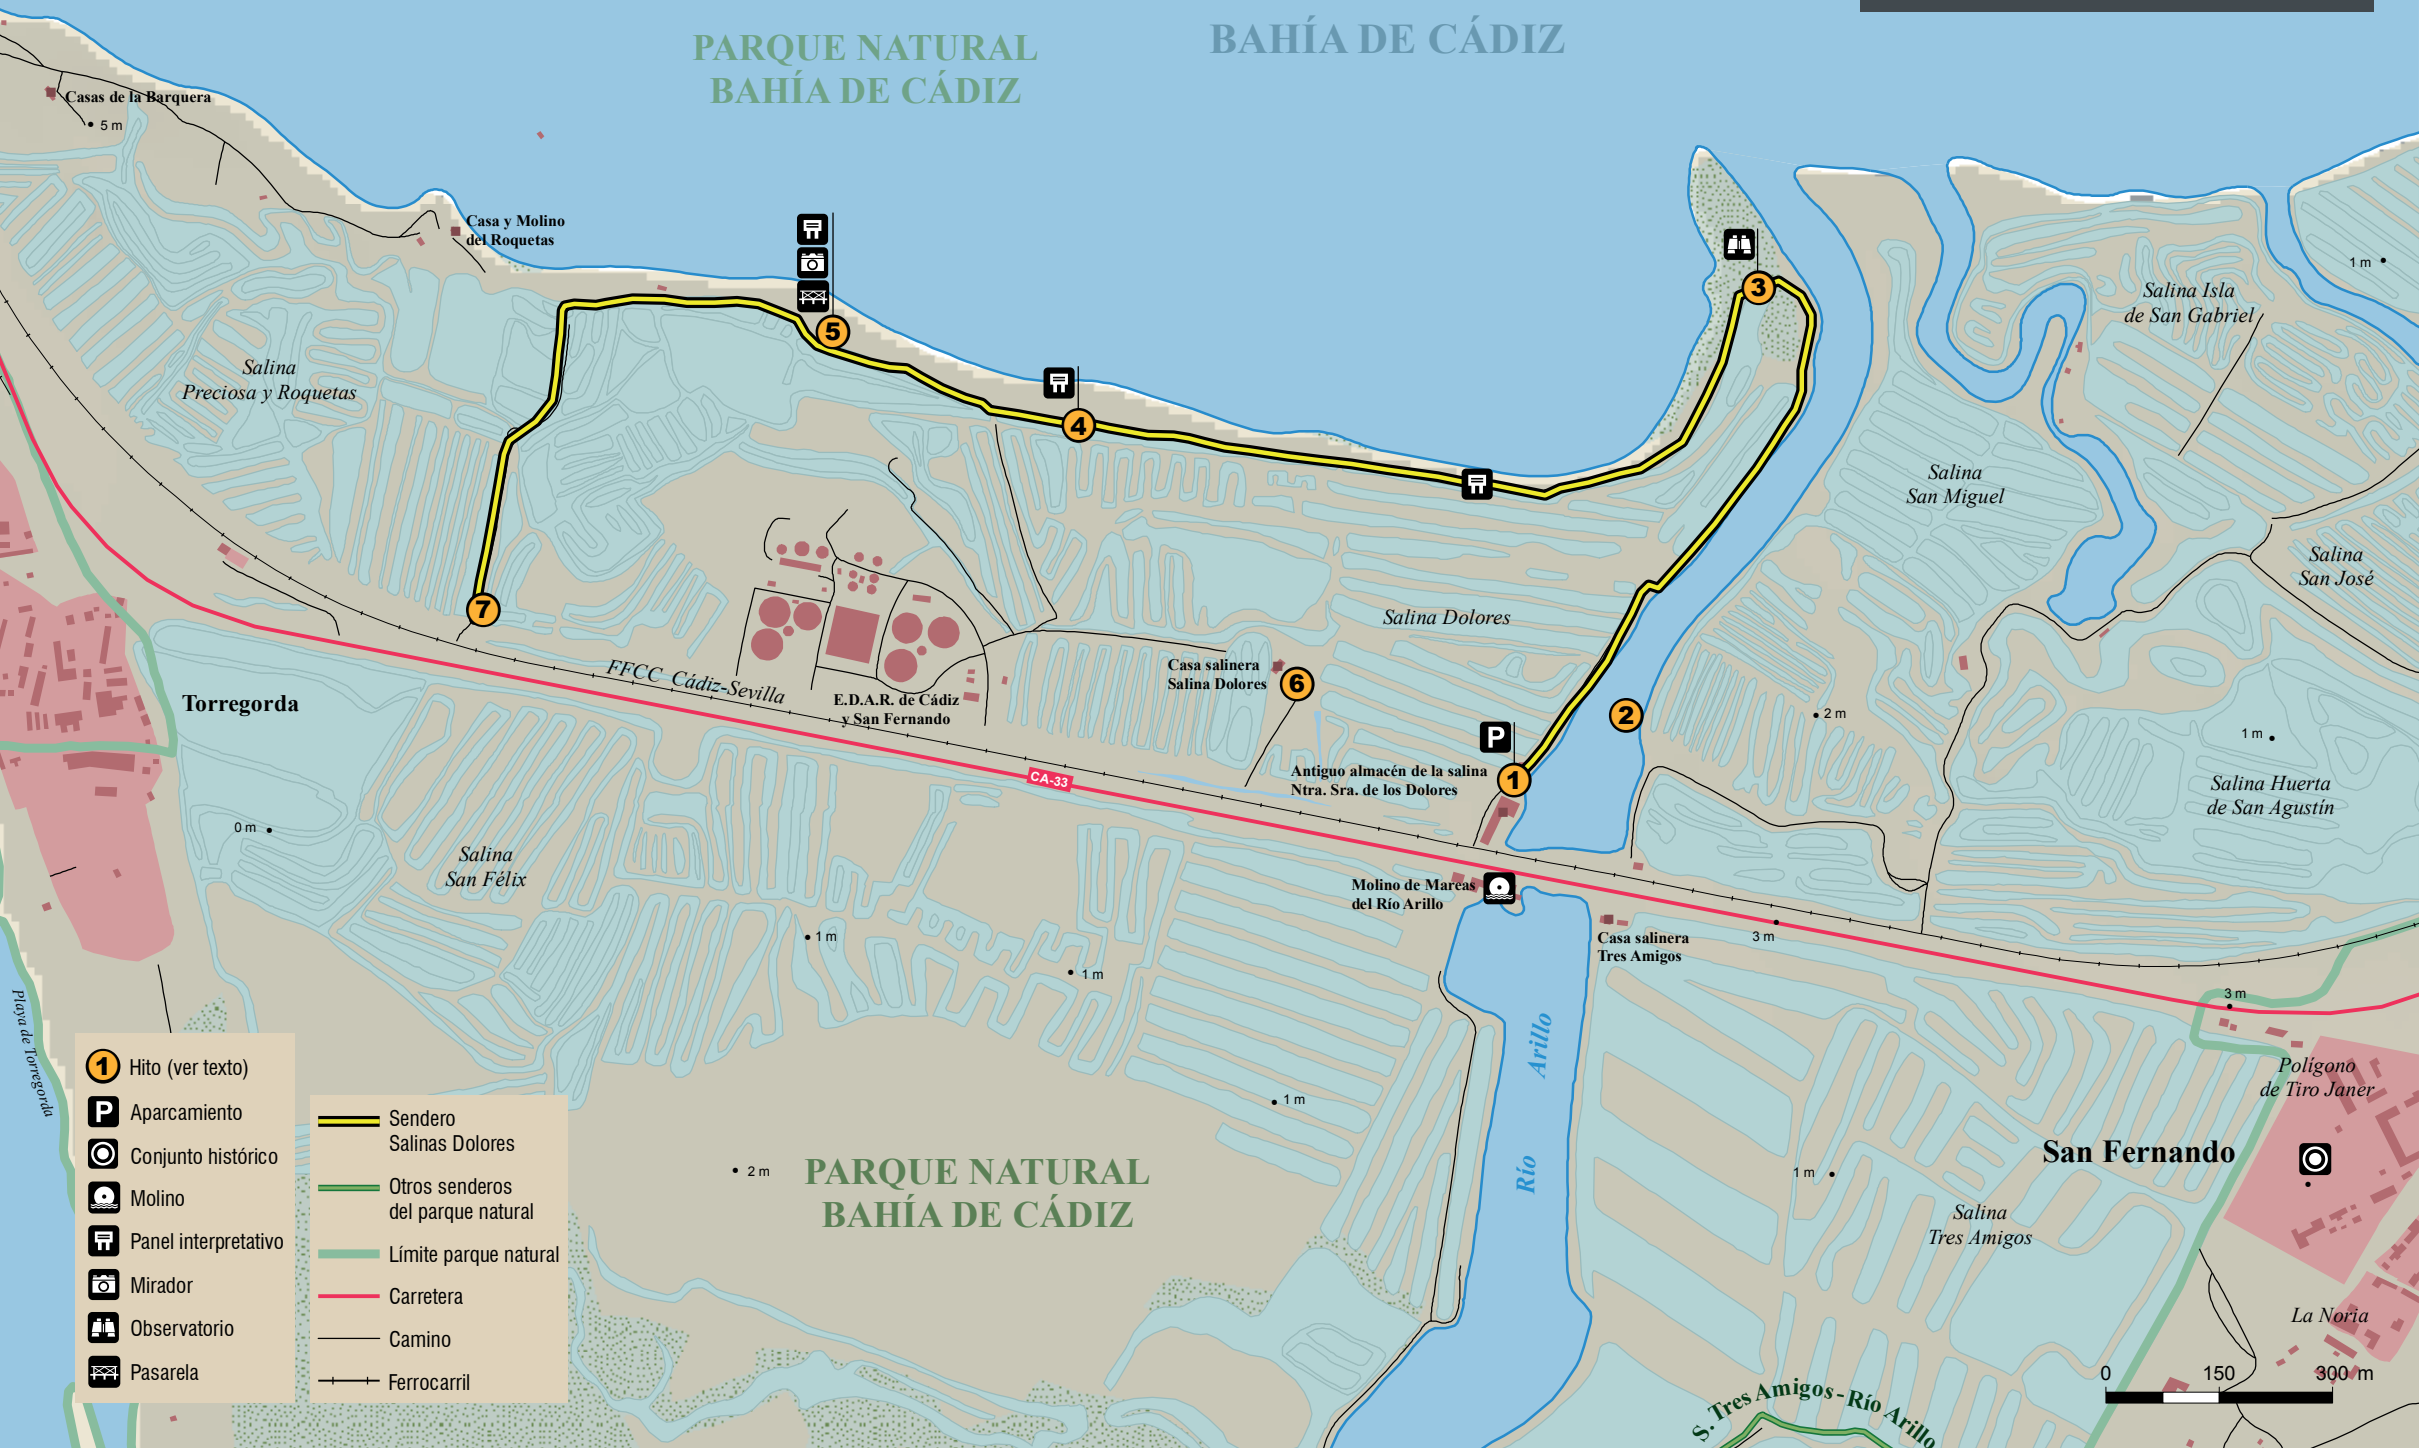 PARQUE NATURAL
BAHÍA DE CÁDIZ
BAHÍA DE CÁDIZ
Casas de la Barquera
5 m
Casa y Molino
del Roquetas
Salina
Preciosa y Roquetas
5
4
3
Salina Isla
de San Gabriel
1 m
Salina
San Miguel
Salina
San José
7
Salina Dolores
Casa salinera
Salina Dolores
6
FFCC Cádiz-Sevilla
E.D.A.R. de Cádiz
y San Fernando
Torregorda
P
2
2 m
1 m
Antiguo almacén de la salina
Ntra. Sra. de los Dolores
1
CA-33
Salina Huerta
de San Agustín
0 m
Salina
San Félix
Molino de Mareas
del Río Arillo
Casa salinera
Tres Amigos
3 m
1 m
1 m
3 m
Playa de Torregorda
Río Arillo
1 m
Polígono
de Tiro Janer
San Fernando
1 m
2 m
PARQUE NATURAL
BAHÍA DE CÁDIZ
Salina
Tres Amigos
La Noria
0 150 300 m
S. Tres Amigos-Río Arillo
1 Hito (ver texto)
P Aparcamiento
Conjunto histórico
Molino
Panel interpretativo
Mirador
Observatorio
Pasarela
Sendero
Salinas Dolores
Otros senderos
del parque natural
Límite parque natural
Carretera
Camino
Ferrocarril